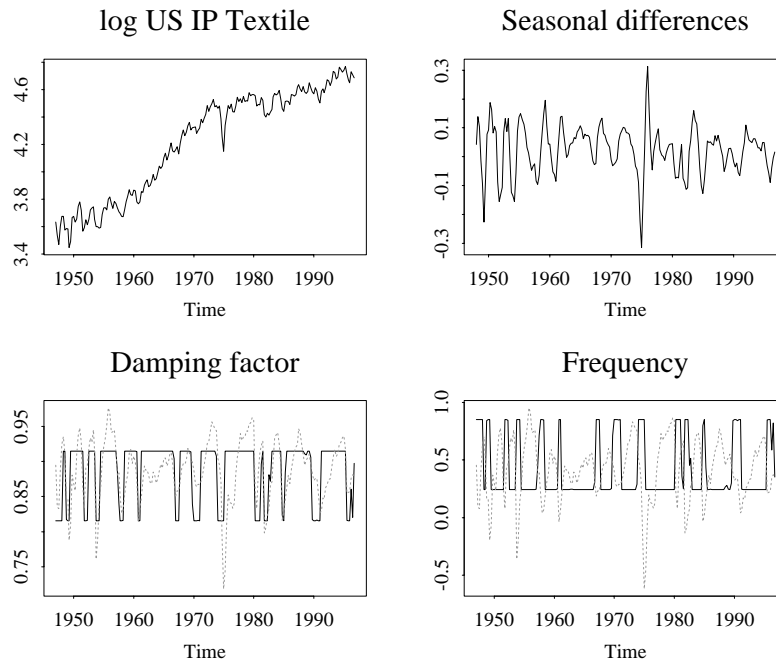 log US IP Textile
Seasonal differences
4.6
4.2
3.8
3.4
0.3
0.1
-0.1
-0.3
1950 1960 1970 1980 1990
1950 1960 1970 1980 1990
Time
Time
Damping factor
Frequency
0.95
0.85
0.75
1.0
0.5
0.0
-0.5
1950 1960 1970 1980 1990
1950 1960 1970 1980 1990
Time
Time